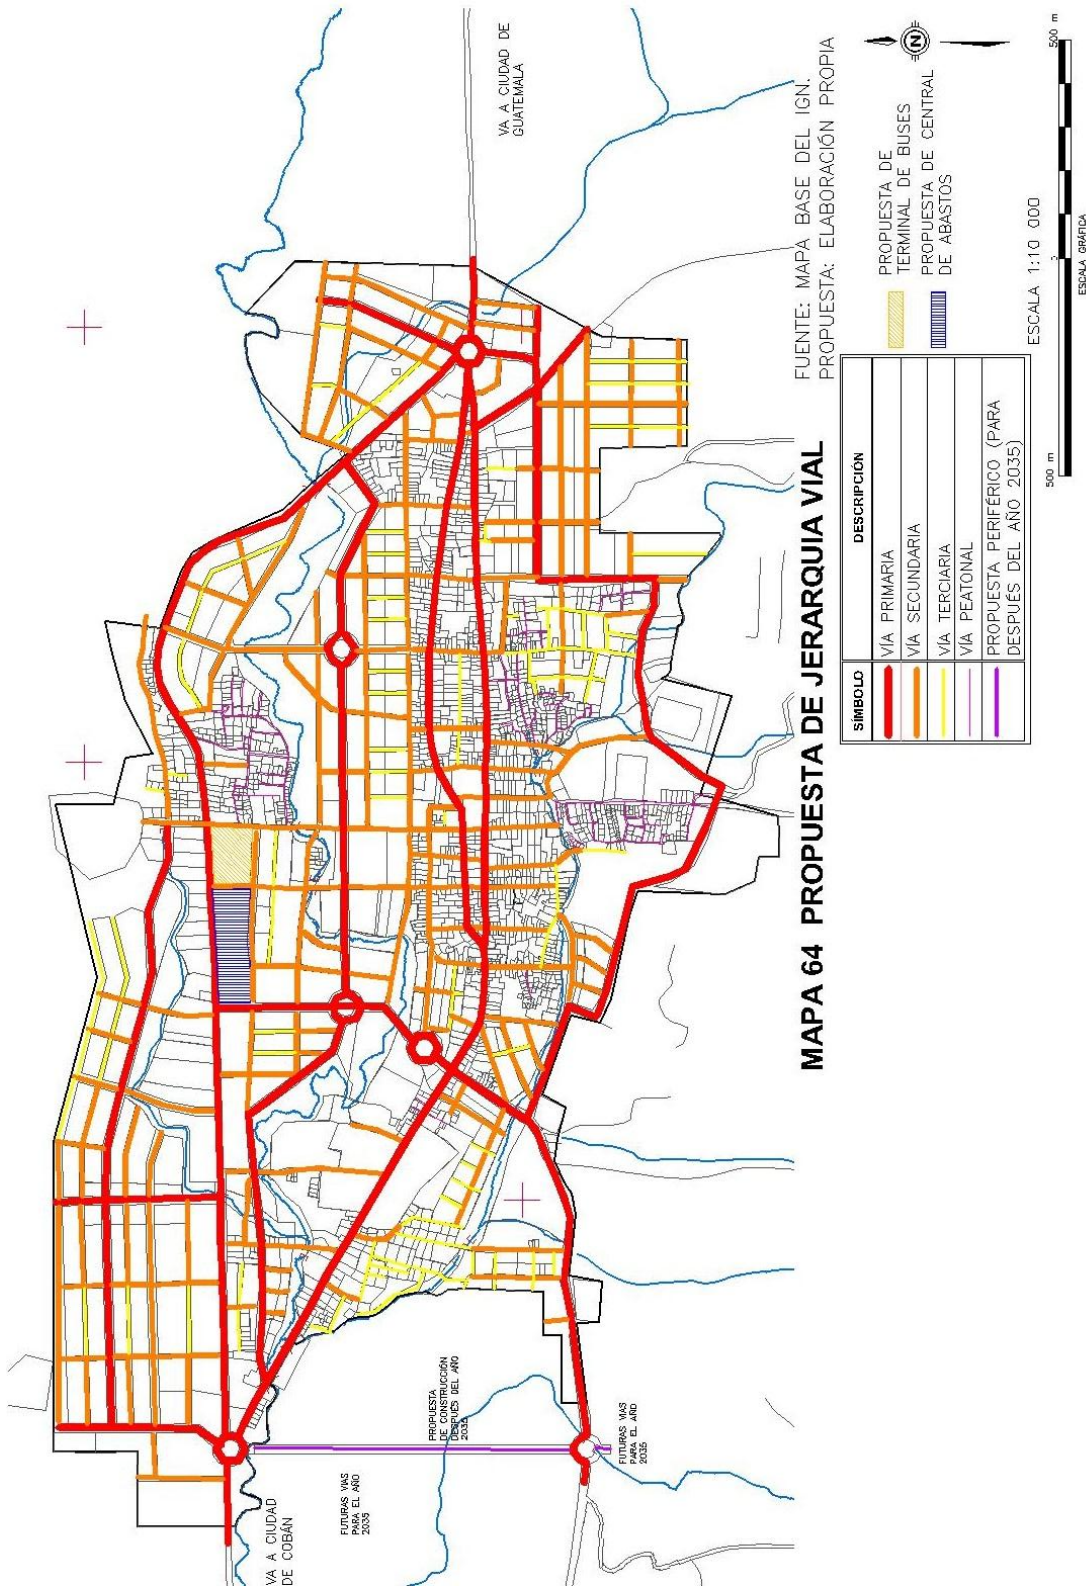 VA A CIUDAD DE
GUATEMALA
VA A CIUDAD
DE COBÁN
FUTURAS VIAS
PARA EL AÑO
2035
PROPUESTA
DE CONSTRUCCIÓN
DESPUÉS DEL AÑO
2035
FUTURAS VIAS
PARA EL AÑO
2035
MAPA 64 PROPUESTA DE JERARQUIA VIAL
FUENTE: MAPA BASE DEL IGN.
PROPUESTA: ELABORACIÓN PROPIA
SÍMBOLO DESCRIPCIÓN
VÍA PRIMARIA
VÍA SECUNDARIA
VÍA TERCIARIA
VÍA PEATONAL
PROPUESTA PERIFÉRICO (PARA
DESPUÉS DEL AÑO 2035)
PROPUESTA DE
TERMINAL DE BUSES
PROPUESTA DE CENTRAL
DE ABASTOS
N
ESCALA 1:10 000
500 m 500 m
ESCALA GRÁFICA